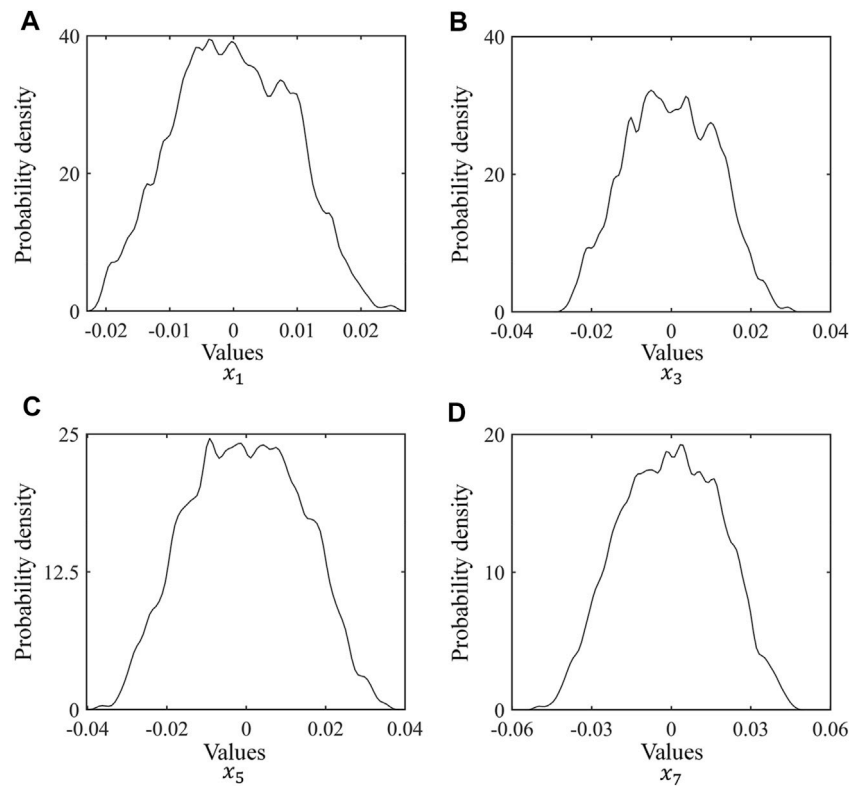 A
40
20
0
Probability density
-0.02 -0.01 0 0.01 0.02
Values
x₁
B
40
20
0
Probability density
-0.04 -0.02 0 0.02 0.04
Values
x₃
C
25
12.5
0
Probability density
-0.04 -0.02 0 0.02 0.04
Values
x₅
D
20
10
0
Probability density
-0.06 -0.03 0 0.03 0.06
Values
x₇